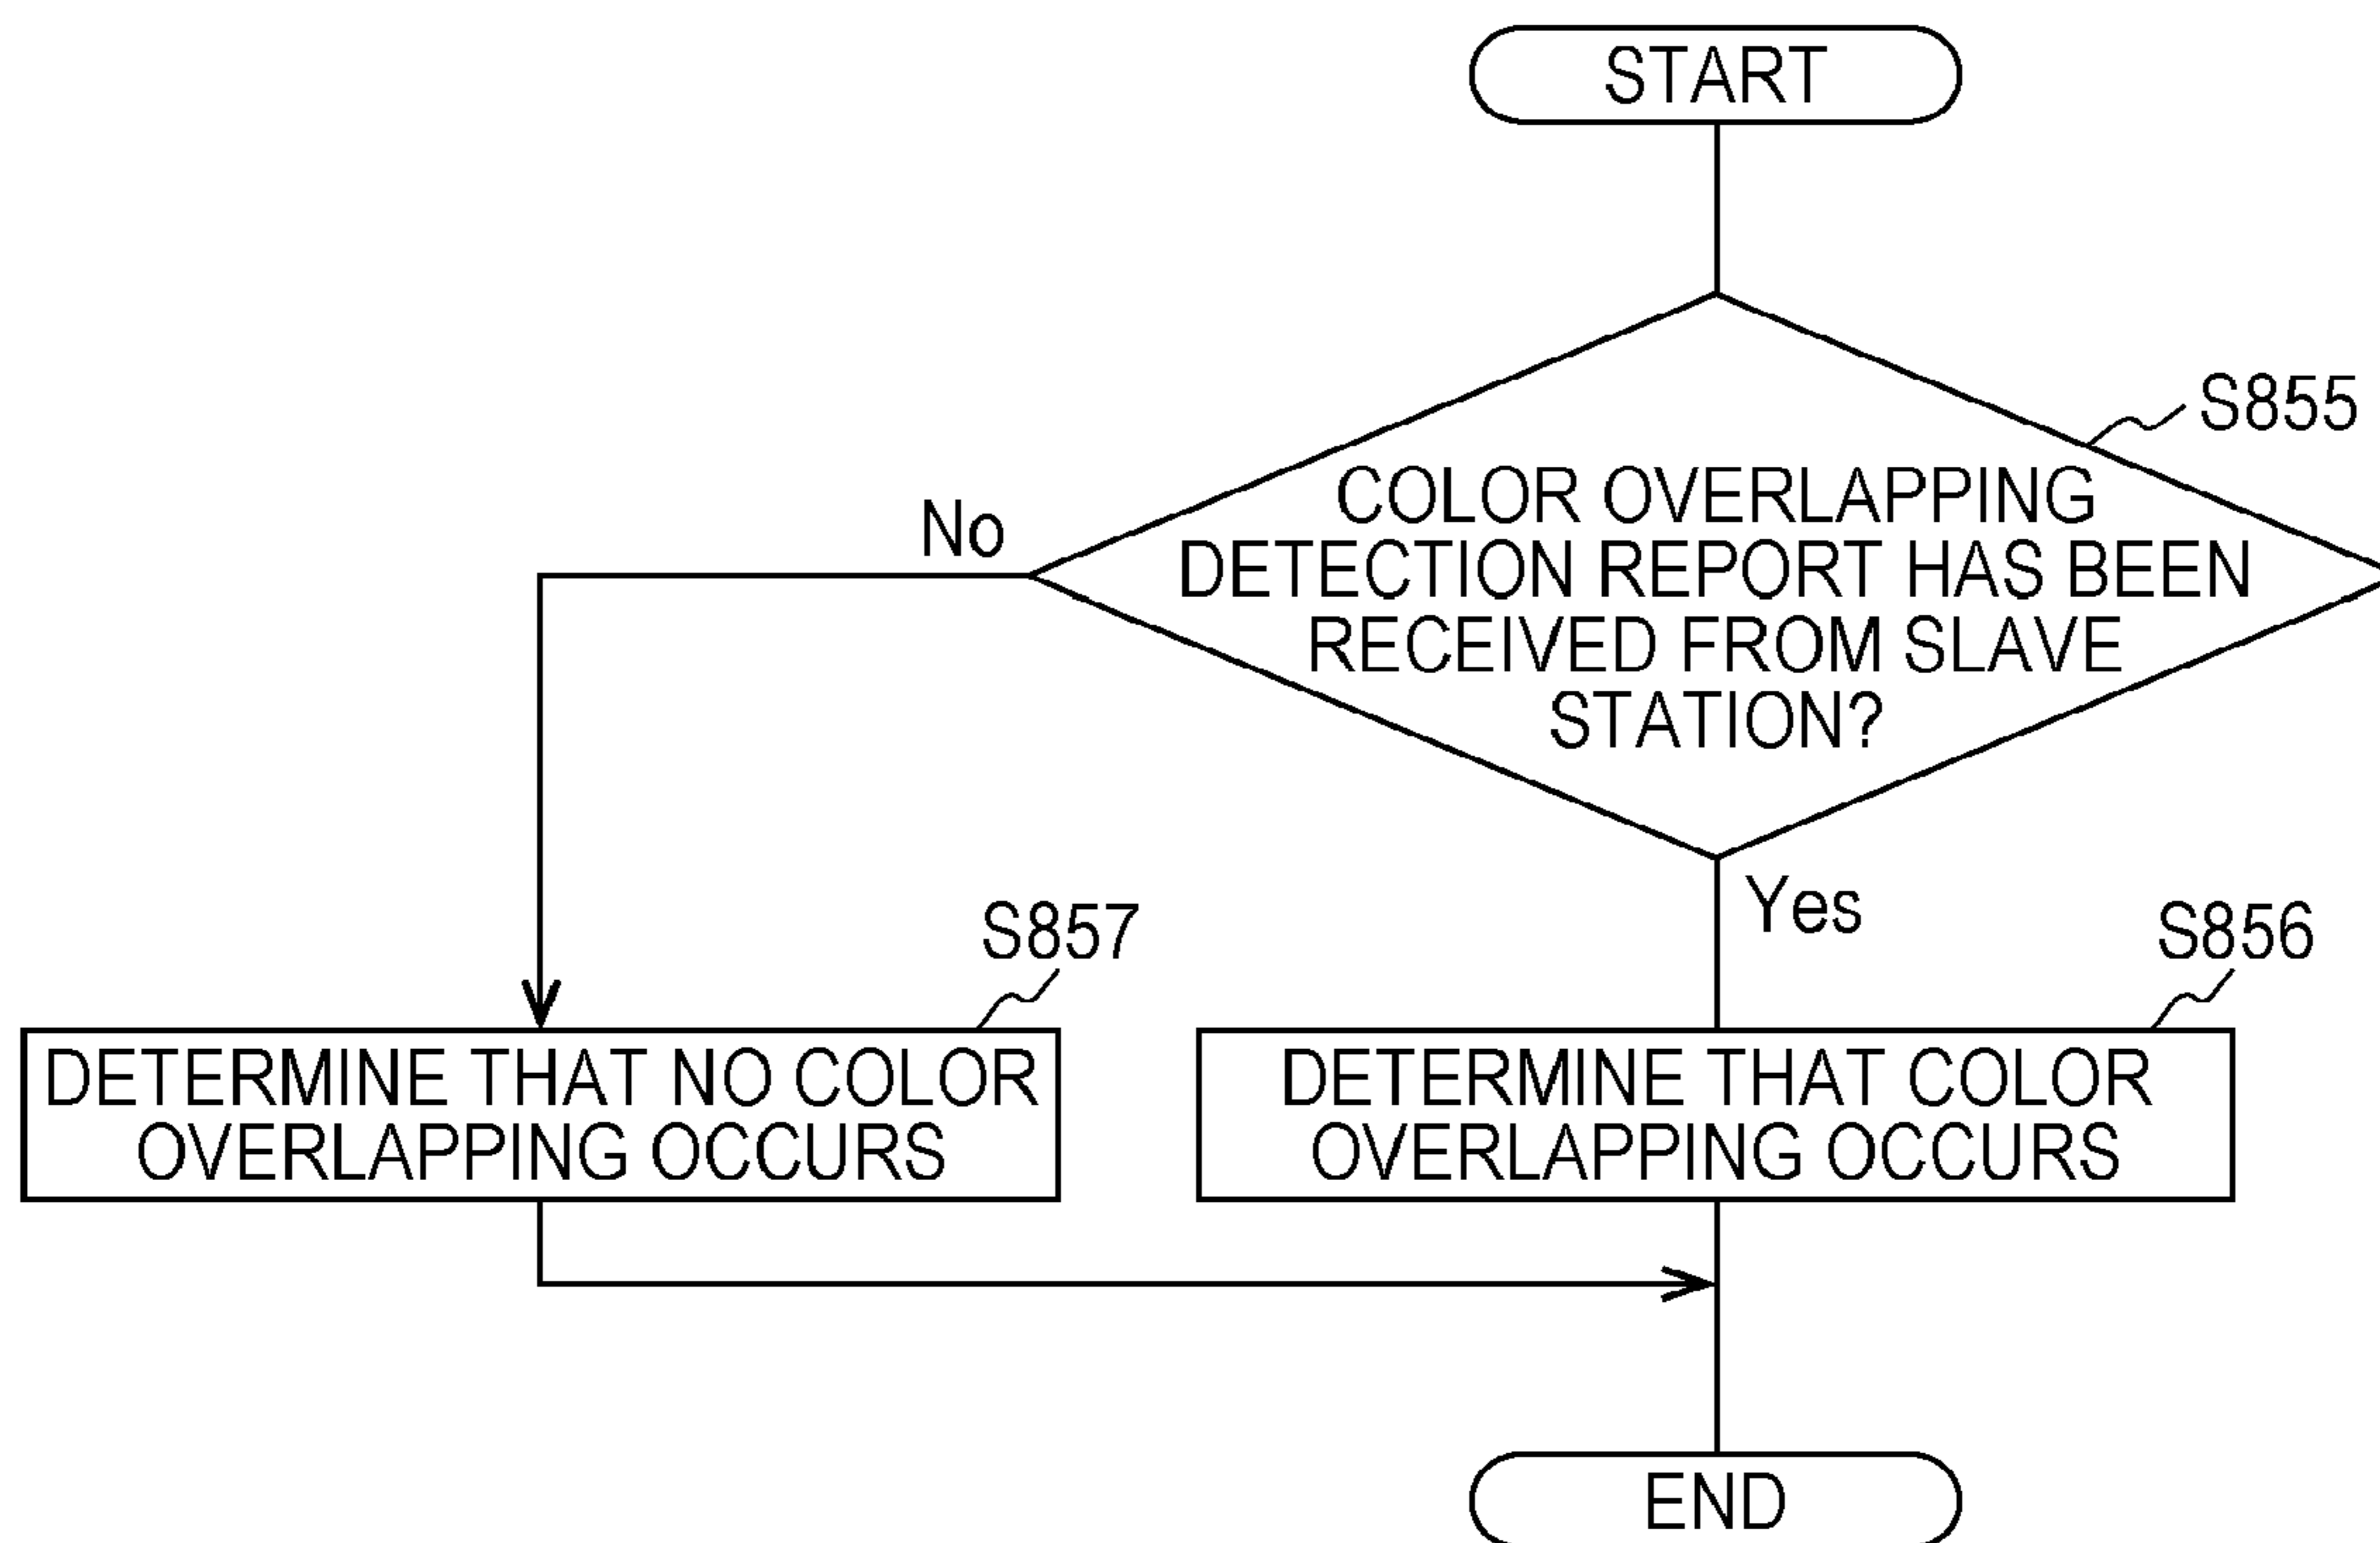 START
S855
COLOR OVERLAPPING
DETECTION REPORT HAS BEEN
RECEIVED FROM SLAVE
STATION?
No
Yes
S857
S856
DETERMINE THAT NO COLOR
OVERLAPPING OCCURS
DETERMINE THAT COLOR
OVERLAPPING OCCURS
END